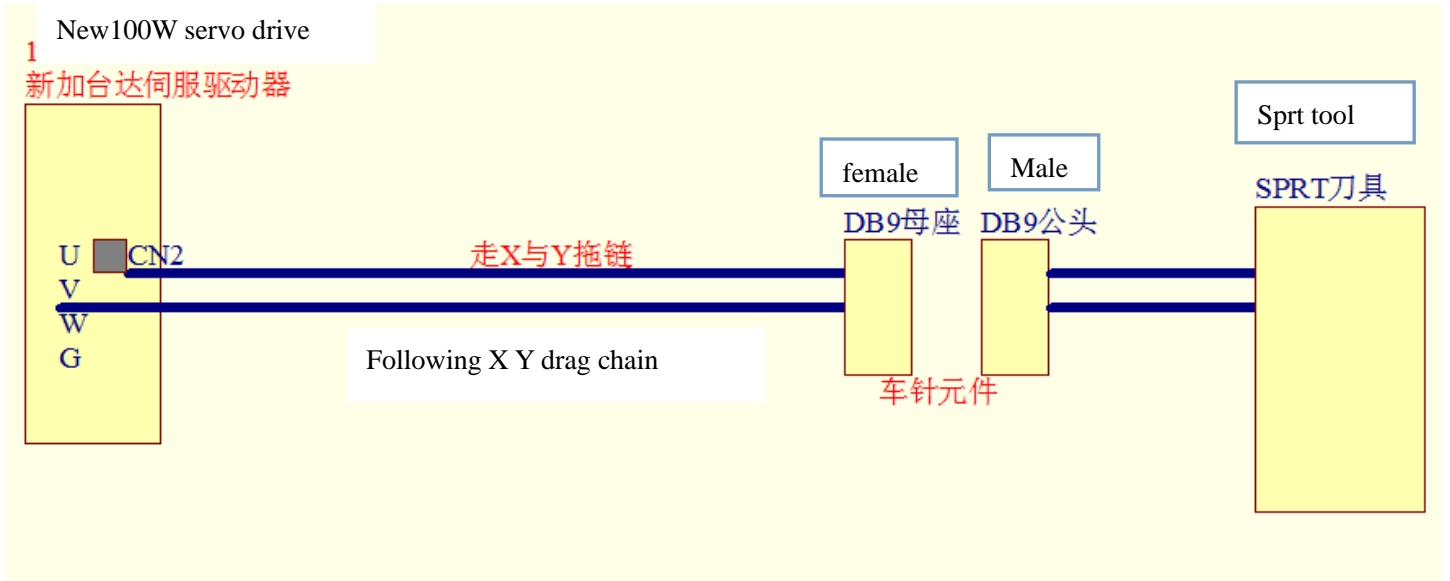 New100W servo drive
1
新加台达伺服驱动器
Sprt tool
female
Male
SPRT刀具
DB9母座
DB9公头
U
CN2
走X与Y拖链
V
W
G
Following X Y drag chain
车针元件